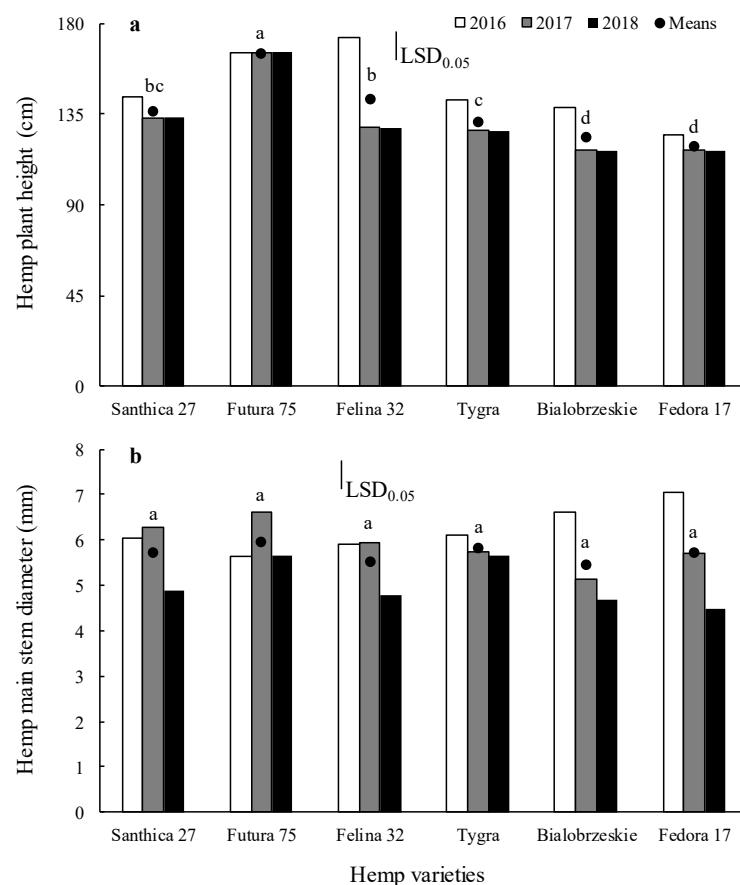 a
2016 2017 2018 Means
LSD0.05
Hemp plant height (cm)
180
135
90
45
0
bc a b c d d
Santhica 27 Futura 75 Felina 32 Tygra Bialobrzeskie Fedora 17
b
LSD0.05
Hemp main stem diameter (mm)
8
7
6
5
4
3
2
1
0
a a a a a a
Santhica 27 Futura 75 Felina 32 Tygra Bialobrzeskie Fedora 17
Hemp varieties